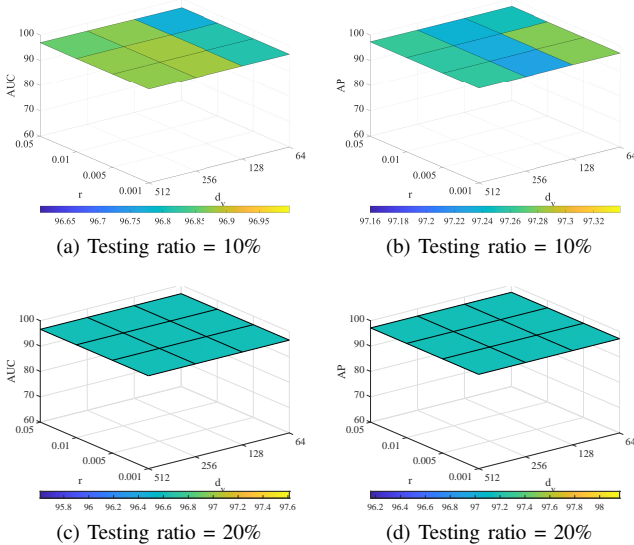 100
90
80
70
60
AUC
0.05
0.01
0.005
0.001
r
512
256
128
64
d_v
96.65 96.7 96.75 96.8 96.85 96.9 96.95
(a) Testing ratio = 10%
100
90
80
70
60
AP
0.05
0.01
0.005
0.001
r
512
256
128
64
d_v
97.16 97.18 97.2 97.22 97.24 97.26 97.28 97.3 97.32
(b) Testing ratio = 10%
100
90
80
70
60
AUC
0.05
0.01
0.005
0.001
r
512
256
128
64
d_v
95.8 96 96.2 96.4 96.6 96.8 97 97.2 97.4 97.6
(c) Testing ratio = 20%
100
90
80
70
60
AP
0.05
0.01
0.005
0.001
r
512
256
128
64
d_v
96.2 96.4 96.6 96.8 97 97.2 97.4 97.6 97.8 98
(d) Testing ratio = 20%